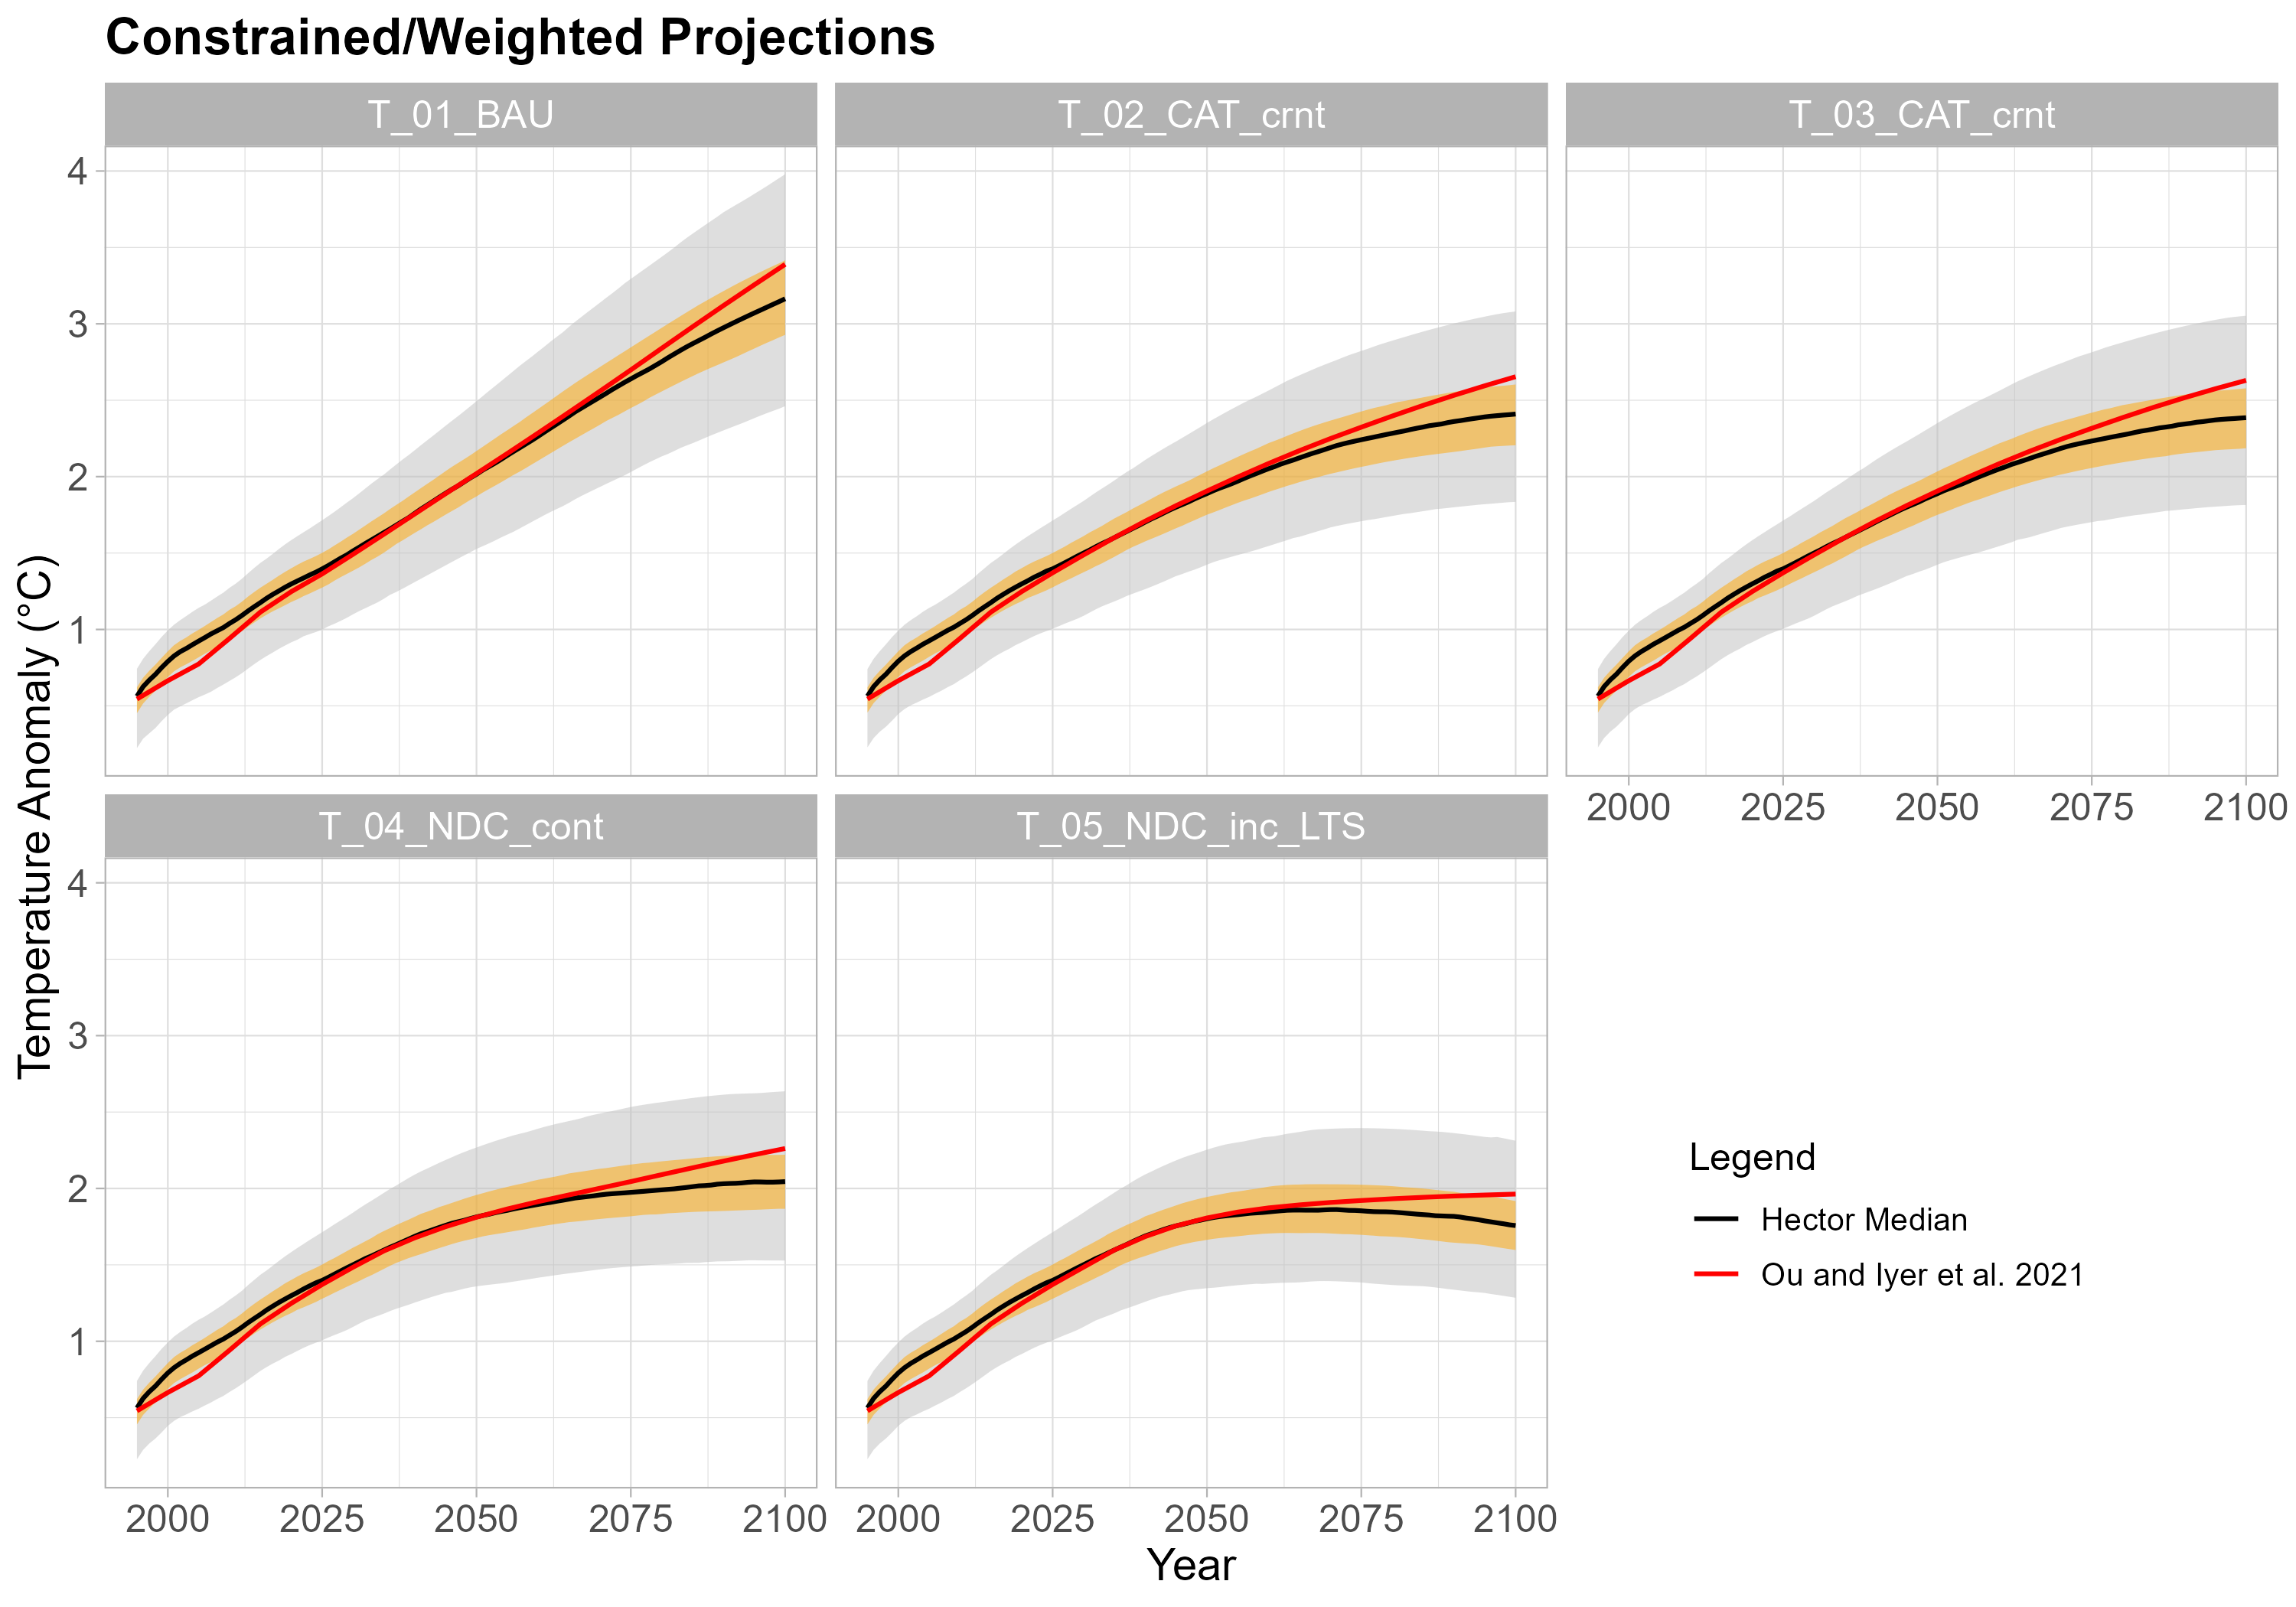 Constrained/Weighted Projections
T_01_BAU
T_02_CAT_crnt
T_03_CAT_crnt
4
3
2
1
2000 2025 2050 2075 2100
T_04_NDC_cont
T_05_NDC_inc_LTS
4
3
2
1
Temperature Anomaly (°C)
2000 2025 2050 2075 2100
2000 2025 2050 2075 2100
Year
Legend
Hector Median
Ou and Iyer et al. 2021